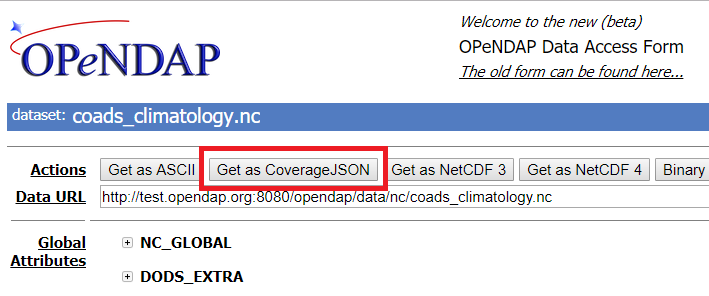 Welcome to the new (beta)
OPeNDAP
OPeNDAP Data Access Form
The old form can be found here...
dataset: coads_climatology.nc
Actions Get as ASCII Get as CoverageJSON Get as NetCDF 3 Get as NetCDF 4 Binary
Data URL http://test.opendap.org:8080/opendap/data/nc/coads_climatology.nc
Global Attributes NC_GLOBAL
DODS_EXTRA